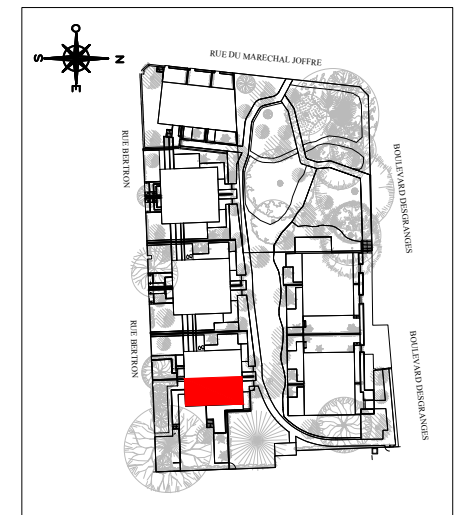 O
S
N
E
RUE DU MARECHAL JOFFRE
RUE BERTRON
BOULEVARD DESGRANGES
RUE BERTRON
BOULEVARD DESGRANGES